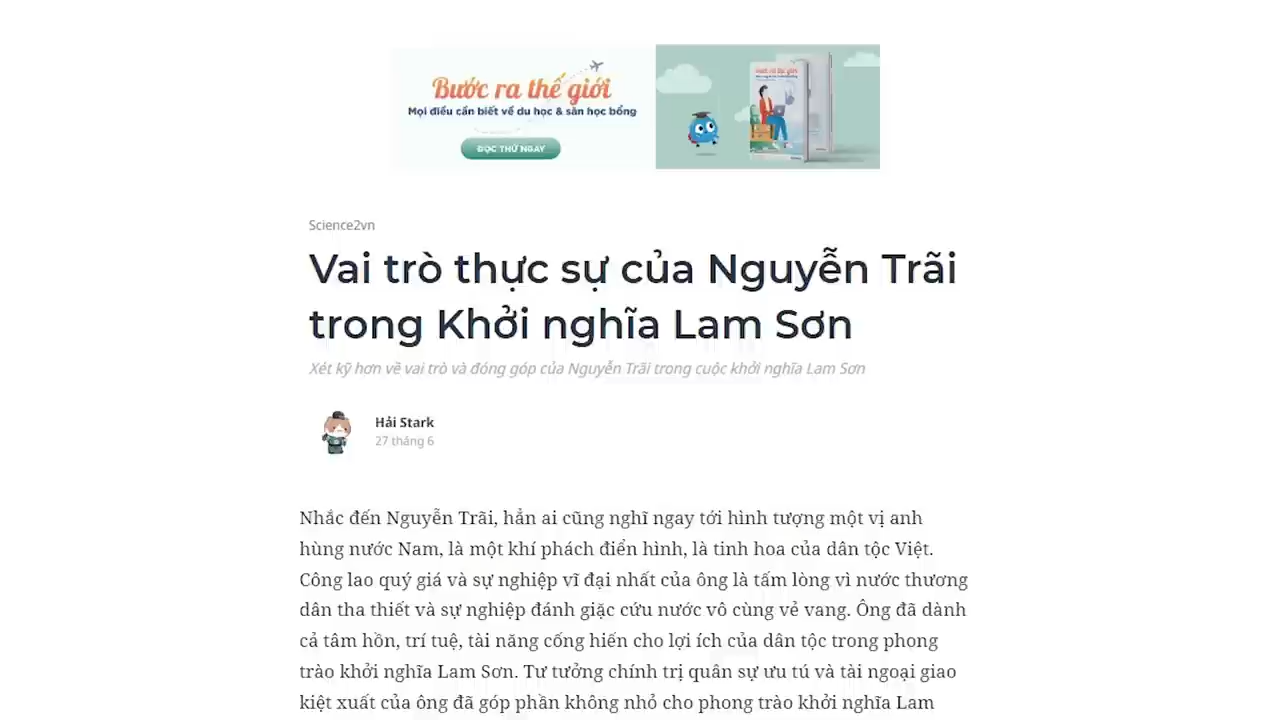 Bước ra thế giới
Mọi điều cần biết về du học & săn học bổng
ĐỌC THỬ NGAY
Bước ra thế giới
Science2vn
Vai trò thực sự của Nguyễn Trãi
trong Khởi nghĩa Lam Sơn
Xét kỹ hơn về vai trò và đóng góp của Nguyễn Trãi trong cuộc khởi nghĩa Lam Sơn
Hải Stark
27 tháng 6
Nhắc đến Nguyễn Trãi, hẳn ai cũng nghĩ ngay tới hình tượng một vị anh
hùng nước Nam, là một khí phách điển hình, là tinh hoa của dân tộc Việt.
Công lao quý giá và sự nghiệp vĩ đại nhất của ông là tấm lòng vì nước thương
dân tha thiết và sự nghiệp đánh giặc cứu nước vô cùng vẻ vang. Ông đã dành
cả tâm hồn, trí tuệ, tài năng cống hiến cho lợi ích của dân tộc trong phong
trào khởi nghĩa Lam Sơn. Tư tưởng chính trị quân sự ưu tú và tài ngoại giao
kiệt xuất của ông đã góp phần không nhỏ cho phong trào khởi nghĩa Lam